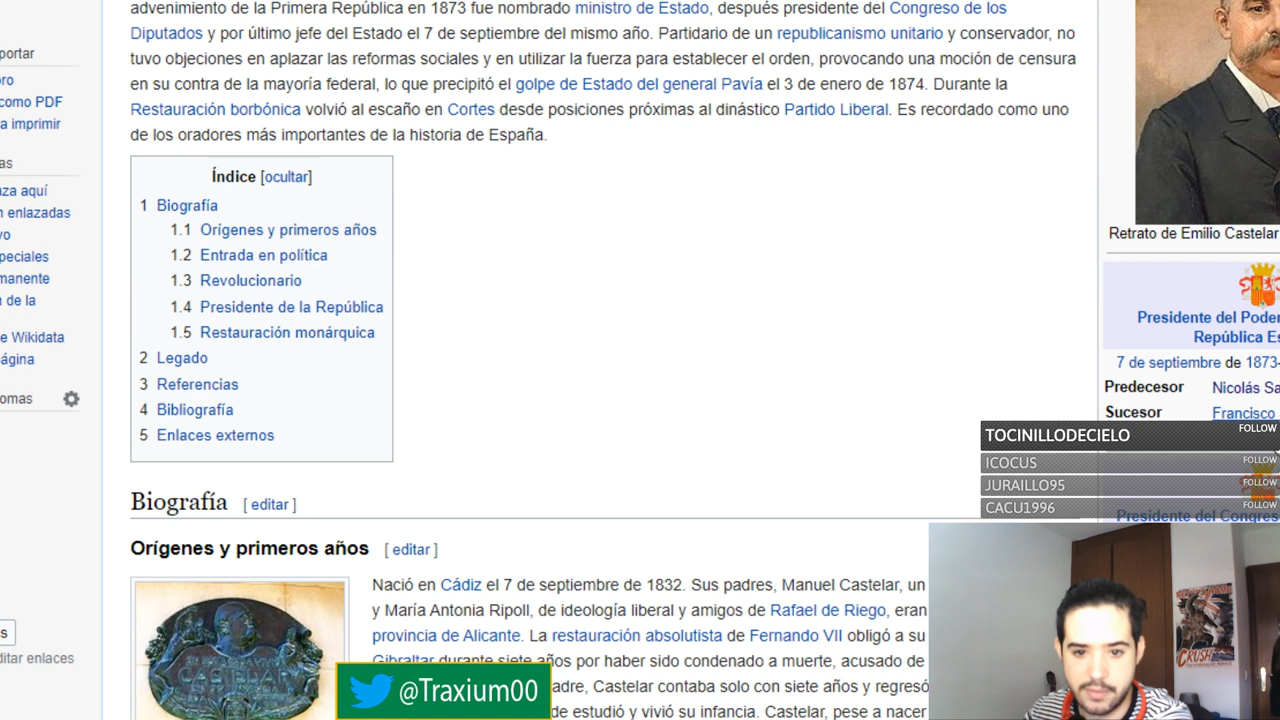 advenimiento de la Primera República en 1873 fue nombrado ministro de Estado, después presidente del Congreso de los
Diputados y por último jefe del Estado el 7 de septiembre del mismo año. Partidario de un republicanismo unitario y conservador, no
tuvo objeciones en aplazar las reformas sociales y en utilizar la fuerza para establecer el orden, provocando una moción de censura
en su contra de la mayoría federal, lo que precipitó el golpe de Estado del general Pavía el 3 de enero de 1874. Durante la
Restauración borbónica volvió al escaño en Cortes desde posiciones próximas al dinástico Partido Liberal. Es recordado como uno
de los oradores más importantes de la historia de España.
portar
como PDF
a imprimir
aquí
enlazadas
peciales
manente
n de la
e Wikidata
ágina
omas
ditar enlaces
Índice [ocultar]
1 Biografía
1.1 Orígenes y primeros años
1.2 Entrada en política
1.3 Revolucionario
1.4 Presidente de la República
1.5 Restauración monárquica
2 Legado
3 Referencias
4 Bibliografía
5 Enlaces externos
Retrato de Emilio Castelar
Presidente del Poder
República Es
7 de septiembre de 1873-
Predecesor Nicolás Sa
Sucesor Francisco
TOCINILLODECIELO FOLLOW
ICOCUS FOLLOW
JURAILLO95 FOLLOW
CACU1996 FOLLOW
Presidente del Congres
Biografía [ editar ]
Orígenes y primeros años [ editar ]
Nació en Cádiz el 7 de septiembre de 1832. Sus padres, Manuel Castelar, un
y María Antonia Ripoll, de ideología liberal y amigos de Rafael de Riego, eran
provincia de Alicante. La restauración absolutista de Fernando VII obligó a su
Gibraltar durante siete años por haber sido condenado a muerte, acusado de
adre, Castelar contaba solo con siete años y regresó
de estudió y vivió su infancia. Castelar, pese a nacer
CASTELAR
@Traxium00
CRUSH